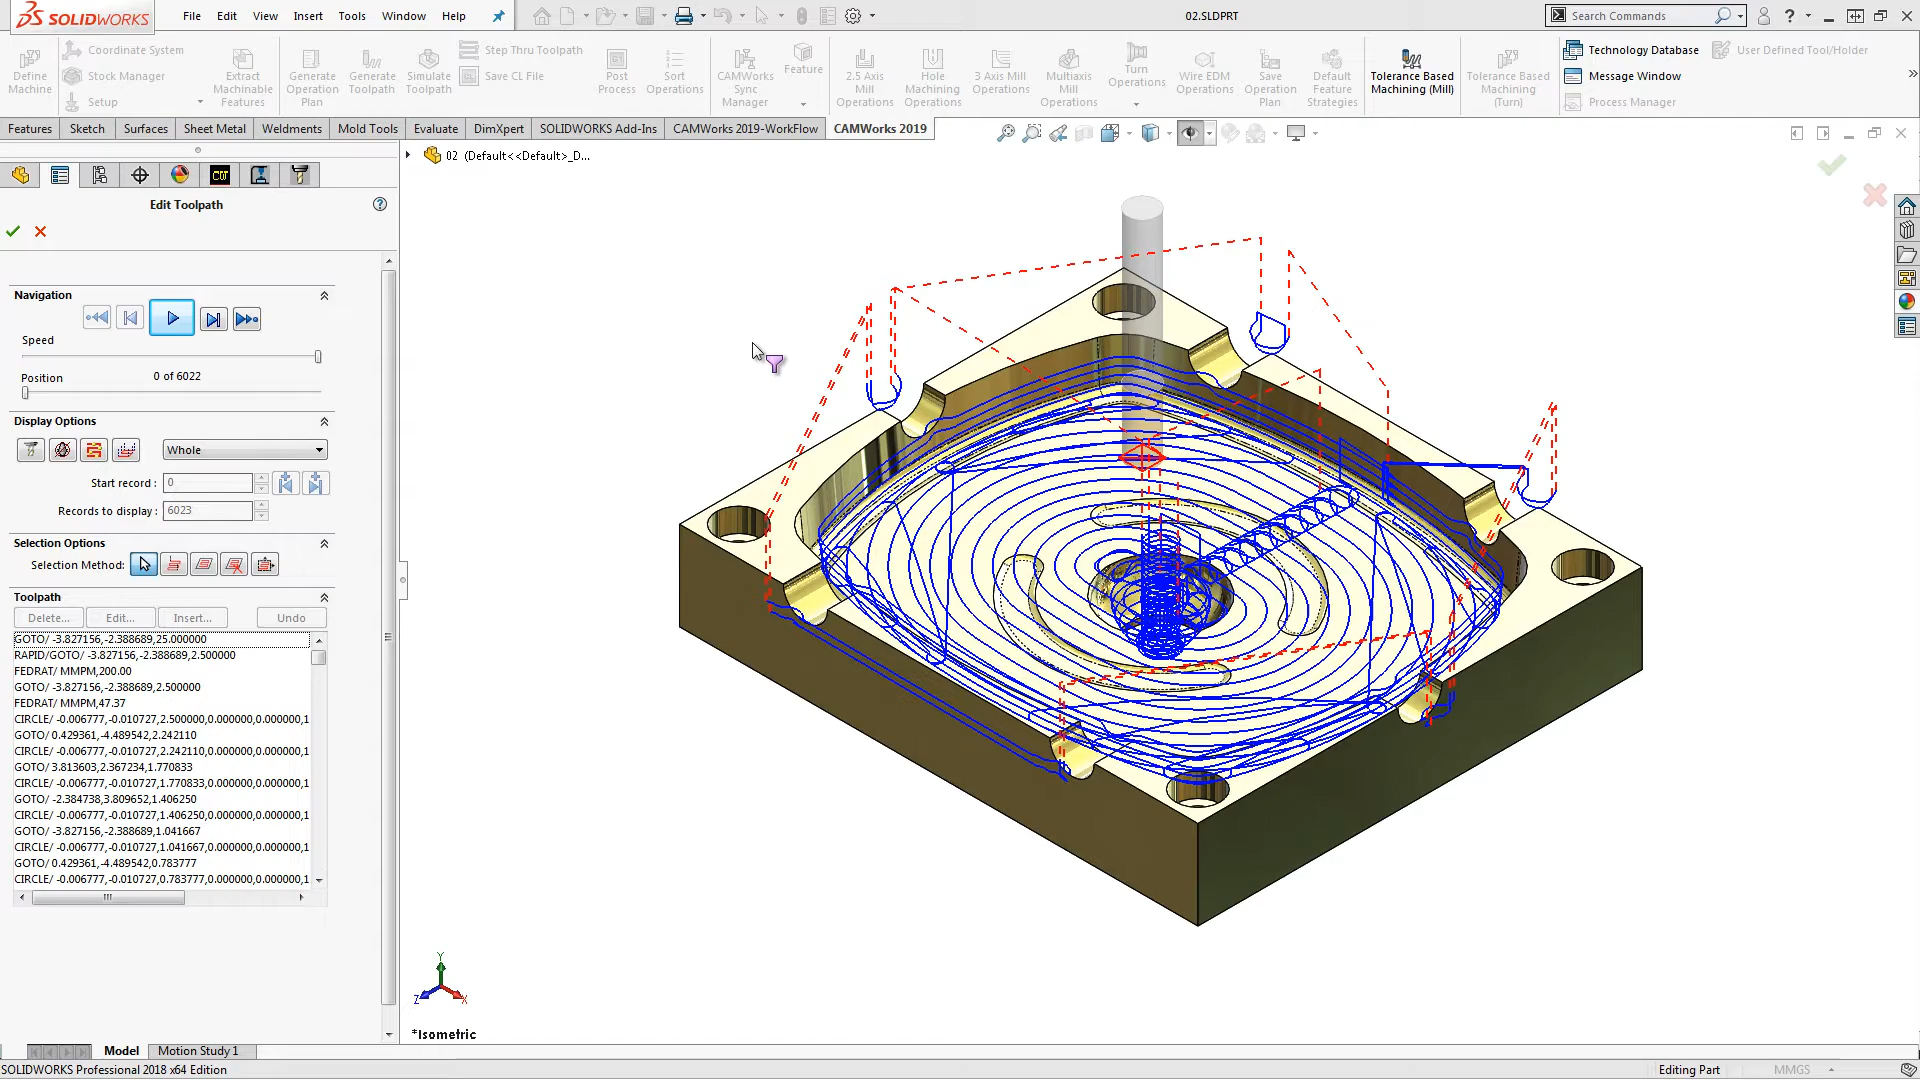 SOLIDWORKS
File Edit View Insert Tools Window Help
02.SLDPRT
Search Commands
Define Machine
Coordinate System
Stock Manager
Setup
Extract Machinable Features
Generate Operation Plan
Generate Toolpath
Simulate Toolpath
Step Thru Toolpath
Save CL File
Post Process
Sort Operations
CAMWorks Sync Manager
Feature
2.5 Axis Mill Operations
Hole Machining Operations
3 Axis Mill Operations
Multiaxis Mill Operations
Turn Operations
Wire EDM Operations
Save Operation Plan
Default Feature Strategies
Tolerance Based Machining (Mill)
Tolerance Based Machining (Turn)
Technology Database
Message Window
Process Manager
User Defined Tool/Holder
Features Sketch Surfaces Sheet Metal Weldments Mold Tools Evaluate DimXpert SOLIDWORKS Add-Ins CAMWorks 2019-WorkFlow CAMWorks 2019
02 (Default<<Default>_D...
CW
Edit Toolpath
Navigation
Speed
Position 0 of 6022
Display Options
Whole
Start record : 0
Records to display : 6023
Selection Options
Selection Method:
Toolpath
Delete... Edit... Insert... Undo
GOTO/ -3.827156,-2.388689,25.000000
RAPID/GOTO/ -3.827156,-2.388689,2.500000
FEDRAT/ MMPM,200.00
GOTO/ -3.827156,-2.388689,2.500000
FEDRAT/ MMPM,47.37
CIRCLE/ -0.006777,-0.010727,2.500000,0.000000,0.000000,1
GOTO/ 0.429361,-4.489542,2.242110
CIRCLE/ -0.006777,-0.010727,2.242110,0.000000,0.000000,1
GOTO/ 3.813603,2.367234,1.770833
CIRCLE/ -0.006777,-0.010727,1.770833,0.000000,0.000000,1
GOTO/ -2.384738,3.809652,1.406250
CIRCLE/ -0.006777,-0.010727,1.406250,0.000000,0.000000,1
GOTO/ -3.827156,-2.388689,1.041667
CIRCLE/ -0.006777,-0.010727,1.041667,0.000000,0.000000,1
GOTO/ 0.429361,-4.489542,0.783777
CIRCLE/ -0.006777,-0.010727,0.783777,0.000000,0.000000,1
Y
Z
X
*Isometric
Model Motion Study 1
SOLIDWORKS Professional 2018 x64 Edition
Editing Part
MMGS